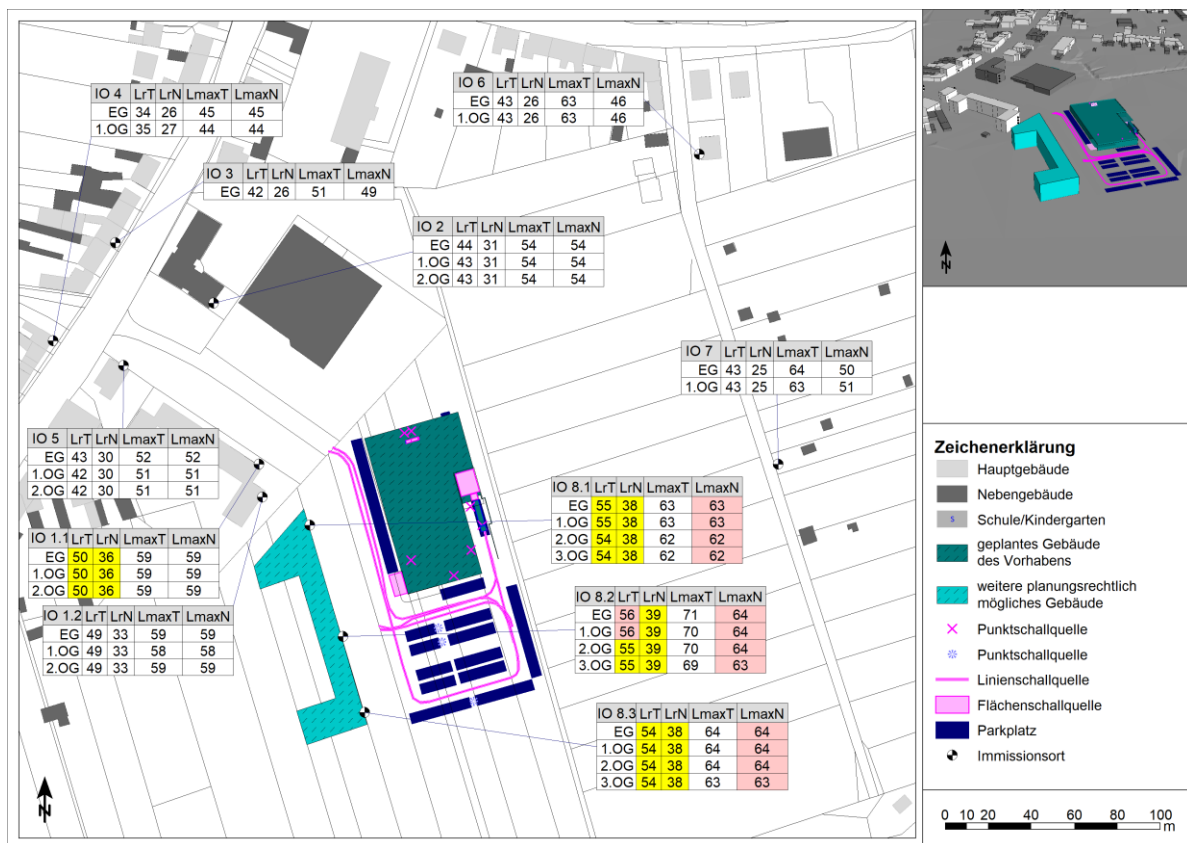 IO 4 LrT LrN LmaxT LmaxN
EG 34 26 45 45
1.OG 35 27 44 44
IO 6 LrT LrN LmaxT LmaxN
EG 43 26 63 46
1.OG 43 26 63 46
IO 3 LrT LrN LmaxT LmaxN
EG 42 26 51 49
IO 2 LrT LrN LmaxT LmaxN
EG 44 31 54 54
1.OG 43 31 54 54
2.OG 43 31 54 54
IO 7 LrT LrN LmaxT LmaxN
EG 43 25 64 50
1.OG 43 25 63 51
IO 5 LrT LrN LmaxT LmaxN
EG 43 30 52 52
1.OG 42 30 51 51
2.OG 42 30 51 51
IO 8.1 LrT LrN LmaxT LmaxN
EG 55 38 63 63
1.OG 55 38 63 63
2.OG 54 38 62 62
3.OG 54 38 62 62
IO 1.1 LrT LrN LmaxT LmaxN
EG 50 36 59 59
1.OG 50 36 59 59
2.OG 50 36 59 59
IO 1.2 LrT LrN LmaxT LmaxN
EG 49 33 59 59
1.OG 49 33 58 58
2.OG 49 33 59 59
IO 8.2 LrT LrN LmaxT LmaxN
EG 56 39 71 64
1.OG 56 39 70 64
2.OG 55 39 70 64
3.OG 55 39 69 63
IO 8.3 LrT LrN LmaxT LmaxN
EG 54 38 64 64
1.OG 54 38 64 64
2.OG 54 38 64 64
3.OG 54 38 63 63
N
N
Zeichenerklärung
Hauptgebäude
Nebengebäude
S Schule/Kindergarten
geplantes Gebäude
des Vorhabens
weitere planungsrechtlich
mögliches Gebäude
Punktschallquelle
Punktschallquelle
Linienschallquelle
Flächenschallquelle
Parkplatz
Immissionsort
0 10 20 40 60 80 100
m